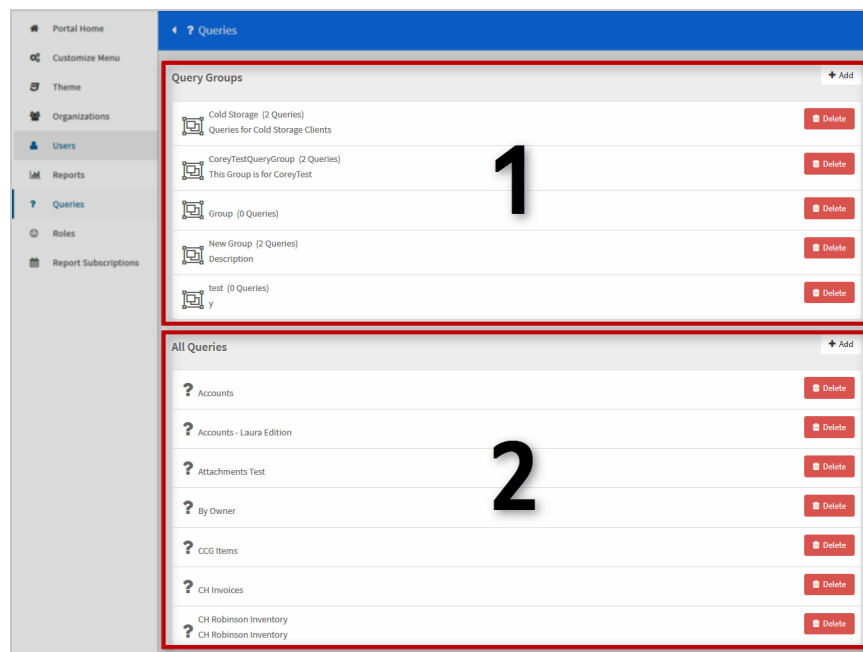 Portal Home
Customize Menu
Theme
Organizations
Users
Reports
Queries
Roles
Report Subscriptions
? Queries
Query Groups
+ Add
Cold Storage (2 Queries)
Queries for Cold Storage Clients
Delete
CoreyTestQueryGroup (2 Queries)
This Group is for CoreyTest
Delete
Group (0 Queries)
Delete
New Group (2 Queries)
Description
Delete
test (0 Queries)
y
Delete
1
All Queries
+ Add
? Accounts
Delete
? Accounts - Laura Edition
Delete
? Attachments Test
Delete
? By Owner
Delete
? CCG Items
Delete
? CH Invoices
Delete
? CH Robinson Inventory
CH Robinson Inventory
Delete
2